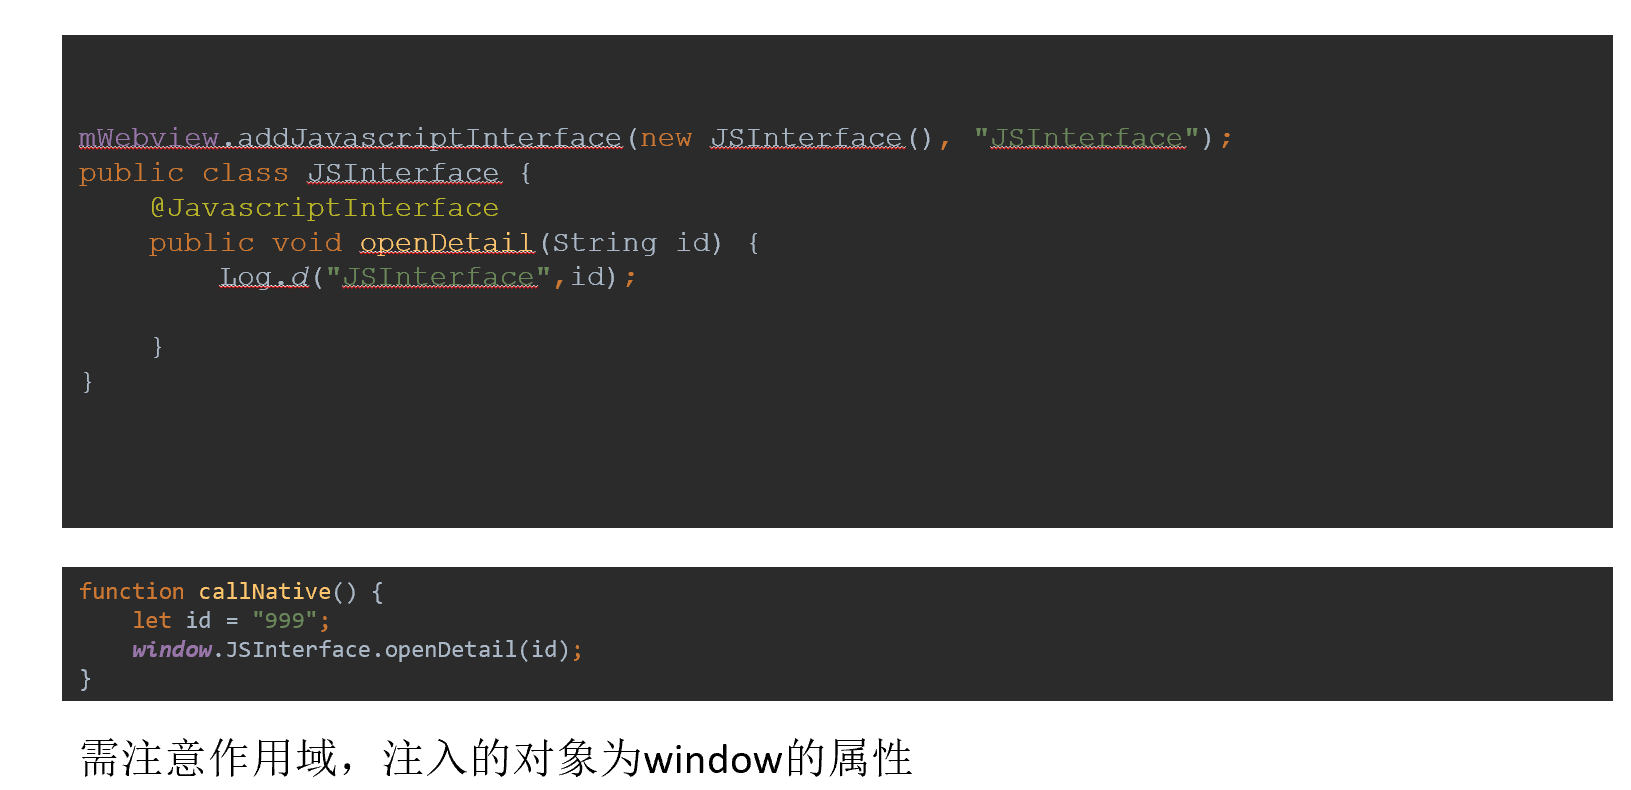 mWebview.addJavascriptInterface(new JSInterface(), "JSInterface");
public class JSInterface {
    @JavascriptInterface
    public void openDetail(String id) {
        Log.d("JSInterface",id);
    }
}
function callNative() {
    let id = "999";
    window.JSInterface.openDetail(id);
}
需注意作用域，注入的对象为window的属性